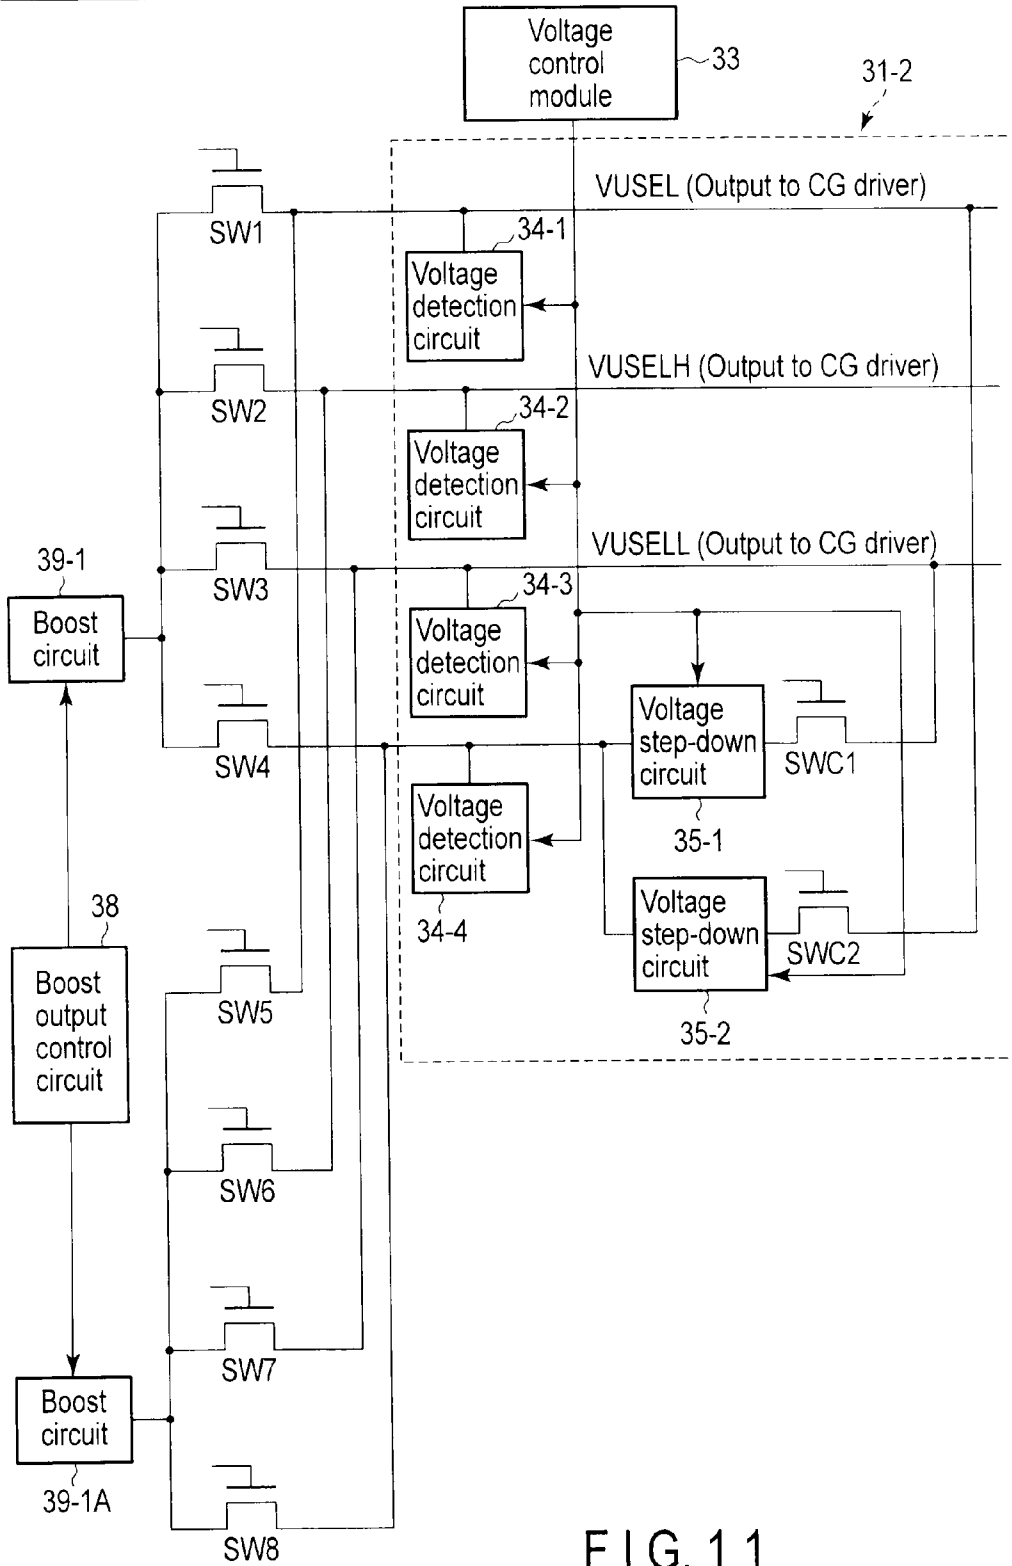 Voltage
control
module
33
31-2
VUSEL (Output to CG driver)
SW1
34-1
Voltage
detection
circuit
VUSELH (Output to CG driver)
SW2
34-2
Voltage
detection
circuit
VUSELL (Output to CG driver)
SW3
34-3
Voltage
detection
circuit
39-1
Boost
circuit
SW4
Voltage
step-down
circuit
35-1
SWC1
Voltage
detection
circuit
34-4
Voltage
step-down
circuit
35-2
SWC2
38
Boost
output
control
circuit
SW5
SW6
SW7
Boost
circuit
39-1A
SW8
FIG. 11